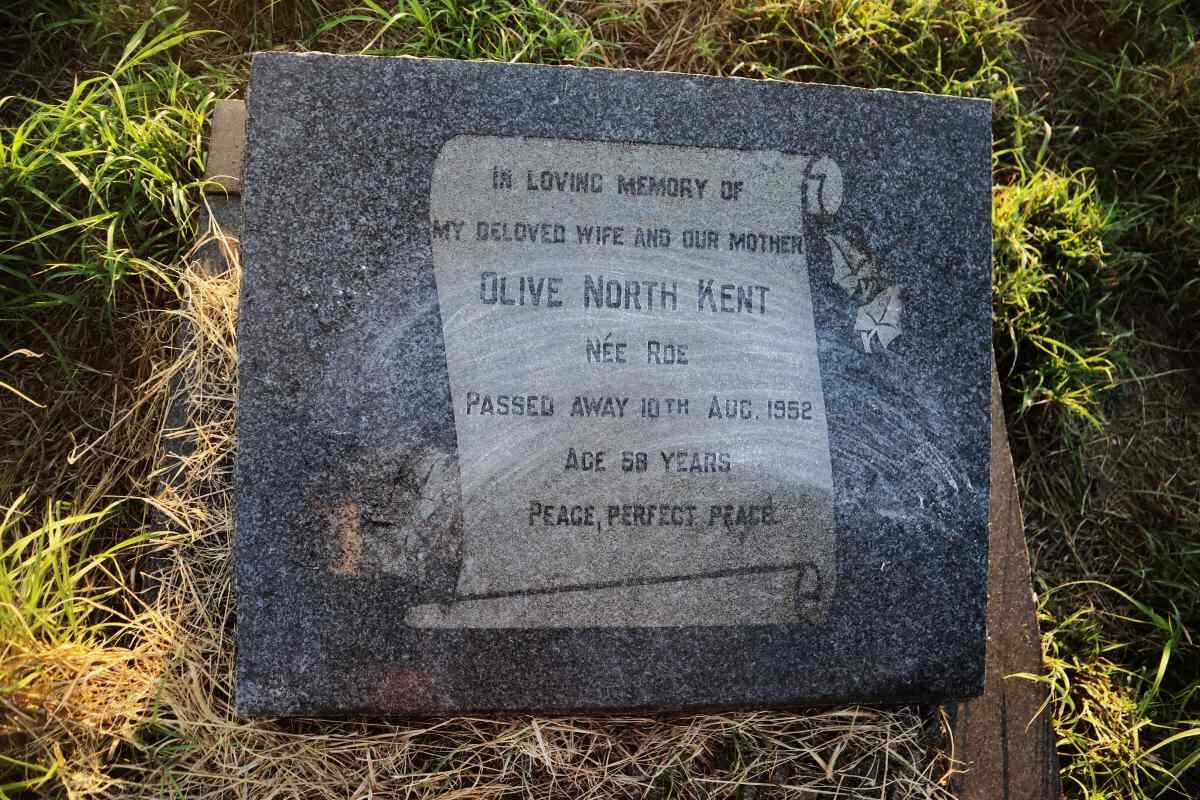 IN LOVING MEMORY OF
MY BELOVED WIFE AND OUR MOTHER
OLIVE NORTH KENT
NÉE ROE
PASSED AWAY 10TH AUG. 1952
AGE 58 YEARS
PEACE, PERFECT PEACE.